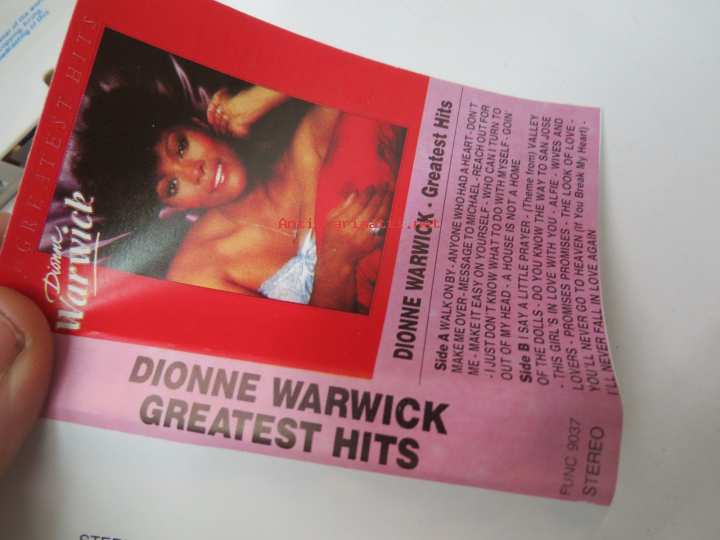 GREATEST HITS
Dionne
Warwick
DIONNE WARWICK - Greatest Hits
Side A WALK ON BY - ANYONE WHO HAD A HEART - DON'T
MAKE ME OVER - MESSAGE TO MICHAEL - REACH OUT FOR
ME - MAKE IT EASY ON YOURSELF - WHO CAN I TURN TO
- I JUST DON'T KNOW WHAT TO DO WITH MYSELF - GOIN'
OUT OF MY HEAD - A HOUSE IS NOT A HOME
Side B I SAY A LITTLE PRAYER - (Theme from) VALLEY
OF THE DOLLS - DO YOU KNOW THE WAY TO SAN JOSE
- THIS GIRL'S IN LOVE WITH YOU - ALFIE - WIVES AND
LOVERS - PROMISES PROMISES - THE LOOK OF LOVE -
YOU'LL NEVER GO TO HEAVEN (If You Break My Heart) -
I'LL NEVER FALL IN LOVE AGAIN
DIONNE WARWICK
GREATEST HITS
FUNC 9037
STEREO